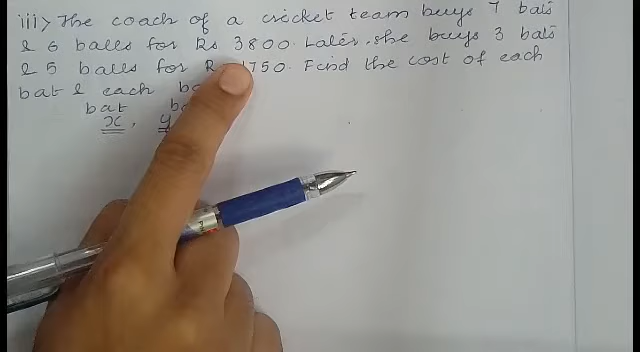 iii> The coach of a cricket team buys 7 bats
& 6 balls for Rs 3800. Later, she buys 3 bats
& 5 balls for 1750. Find the cost of each
bat & each
bat
x, y